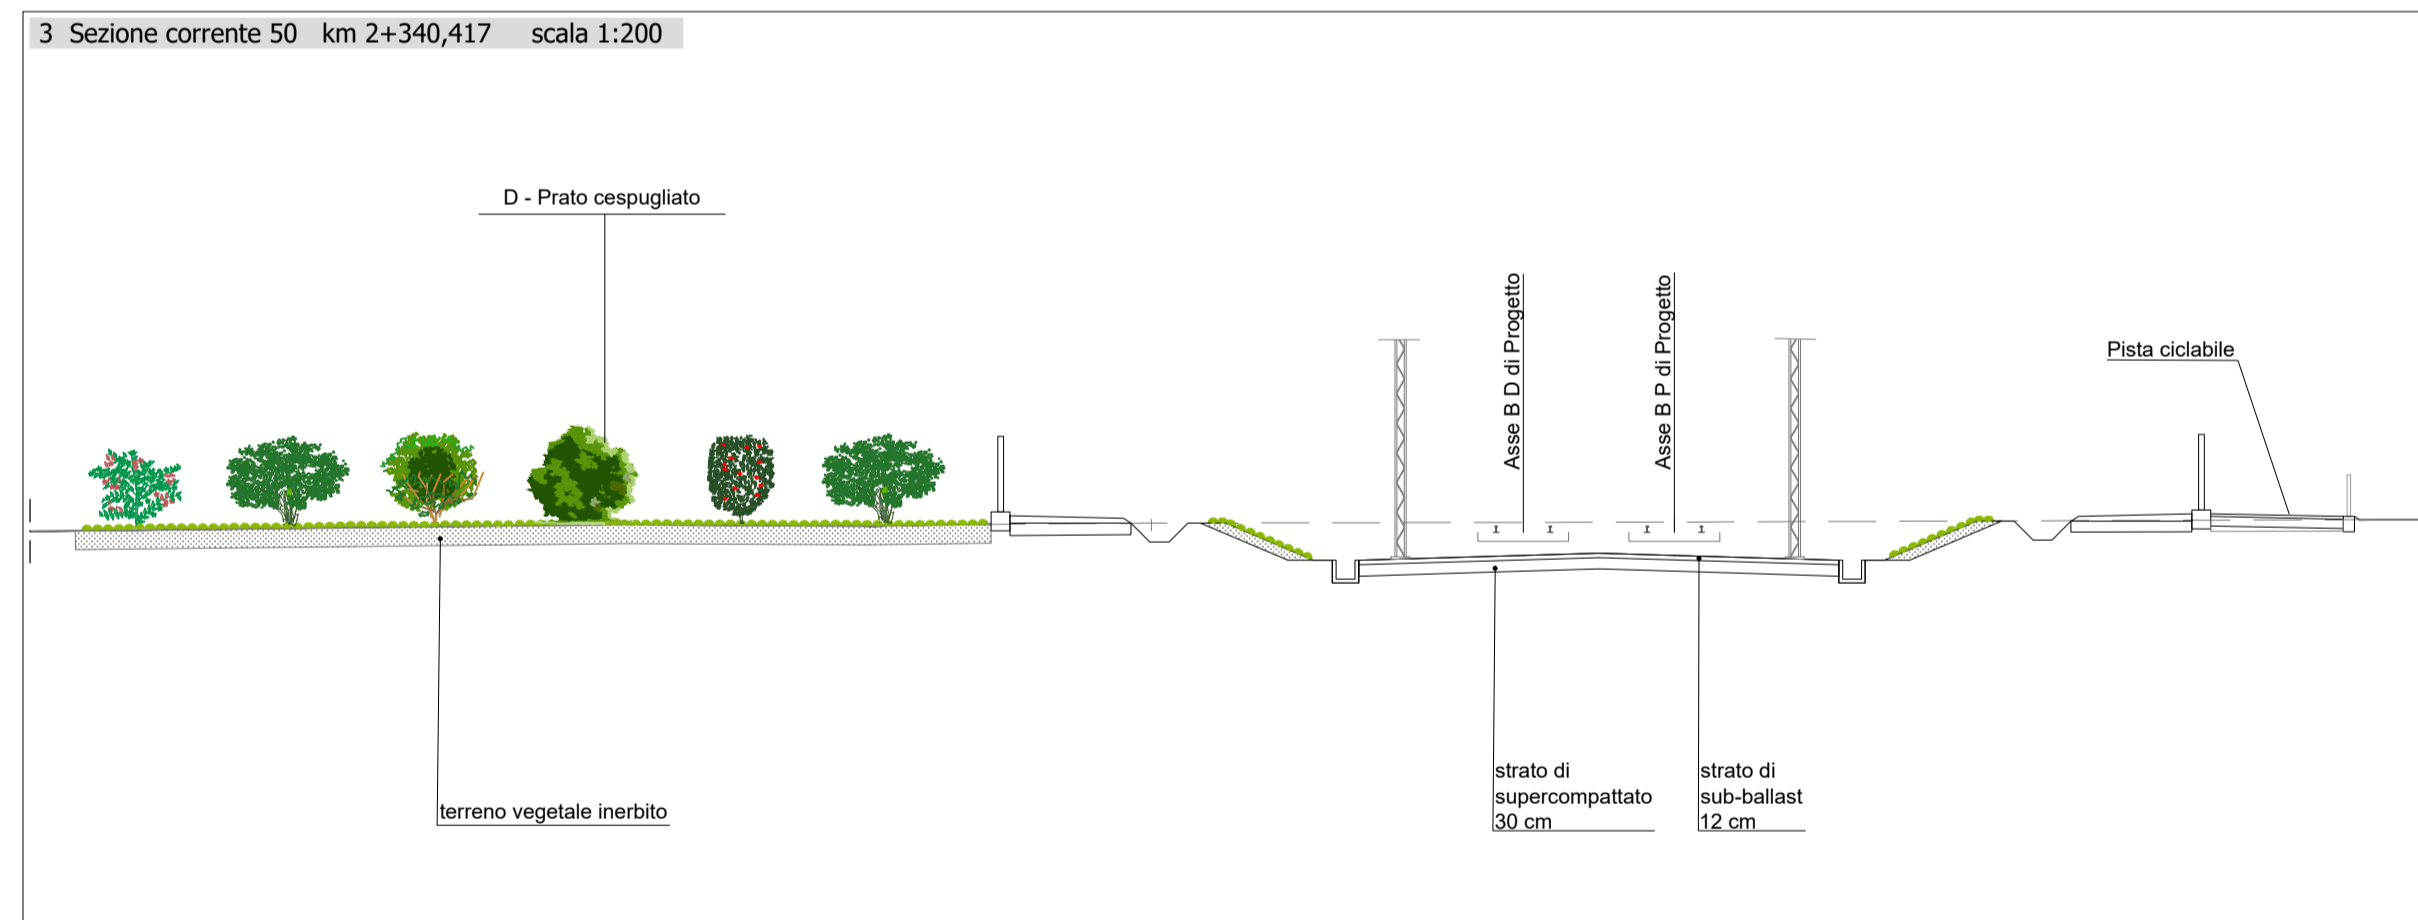 3 Sezione corrente 50 km 2+340,417 scala 1:200
D - Prato cespugliato
Asse B D di Progetto
Asse B P di Progetto
Pista ciclabile
terreno vegetale inerbito
strato di
supercompattato
30 cm
strato di
sub-ballast
12 cm